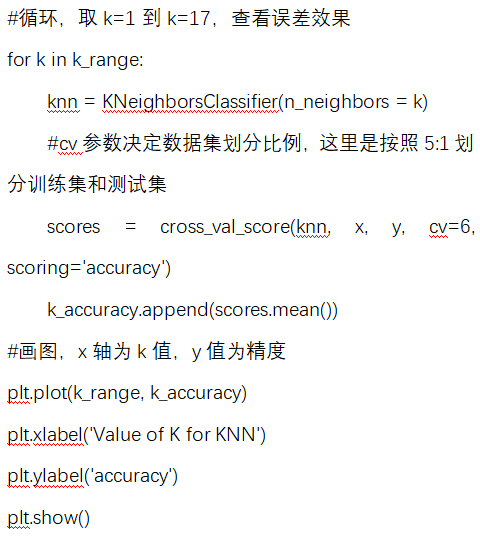 #循环，取 k=1 到 k=17，查看误差效果
for k in k_range:
knn = KNeighborsClassifier(n_neighbors = k)
#cv 参数决定数据集划分比例，这里是按照 5:1 划
分训练集和测试集
scores = cross_val_score(knn, x, y, cv=6,
scoring='accuracy')
k_accuracy.append(scores.mean())
#画图，x 轴为 k 值，y 值为精度
plt.plot(k_range, k_accuracy)
plt.xlabel('Value of K for KNN')
plt.ylabel('accuracy')
plt.show()